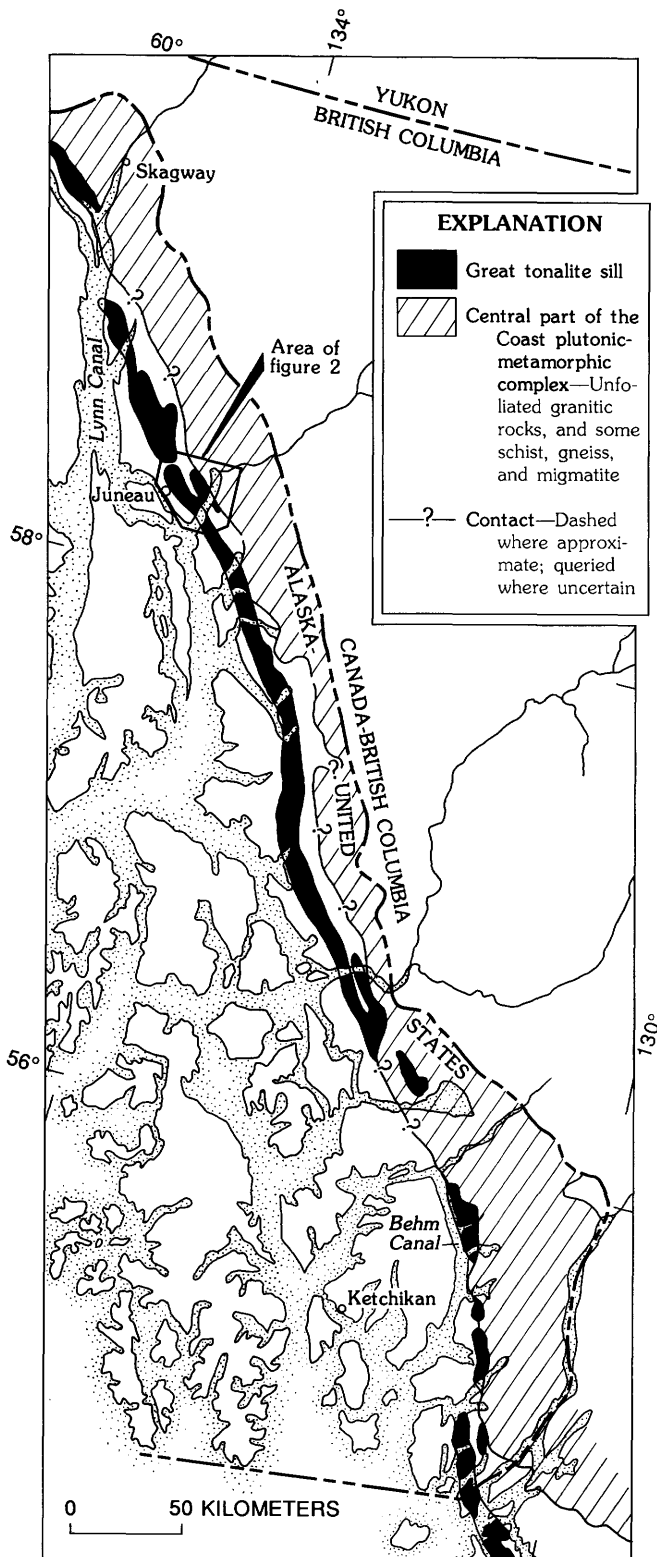 60°
134°
YUKON
BRITISH COLUMBIA
Skagway
EXPLANATION
Great tonalite sill
Central part of the
Coast plutonic-
metamorphic
complex—Unfo-
liated granitic
rocks, and some
schist, gneiss,
and migmatite
—?— Contact—Dashed
where approxi-
mate; queried
where uncertain
?
Lynn Canal
?
Area of
figure 2
Juneau
58°
ALASKA-
CANADA-BRITISH COLUMBIA
?
UNITED
?
?
STATES
56°
130°
?
?
Behm
Canal
Ketchikan
0 50 KILOMETERS